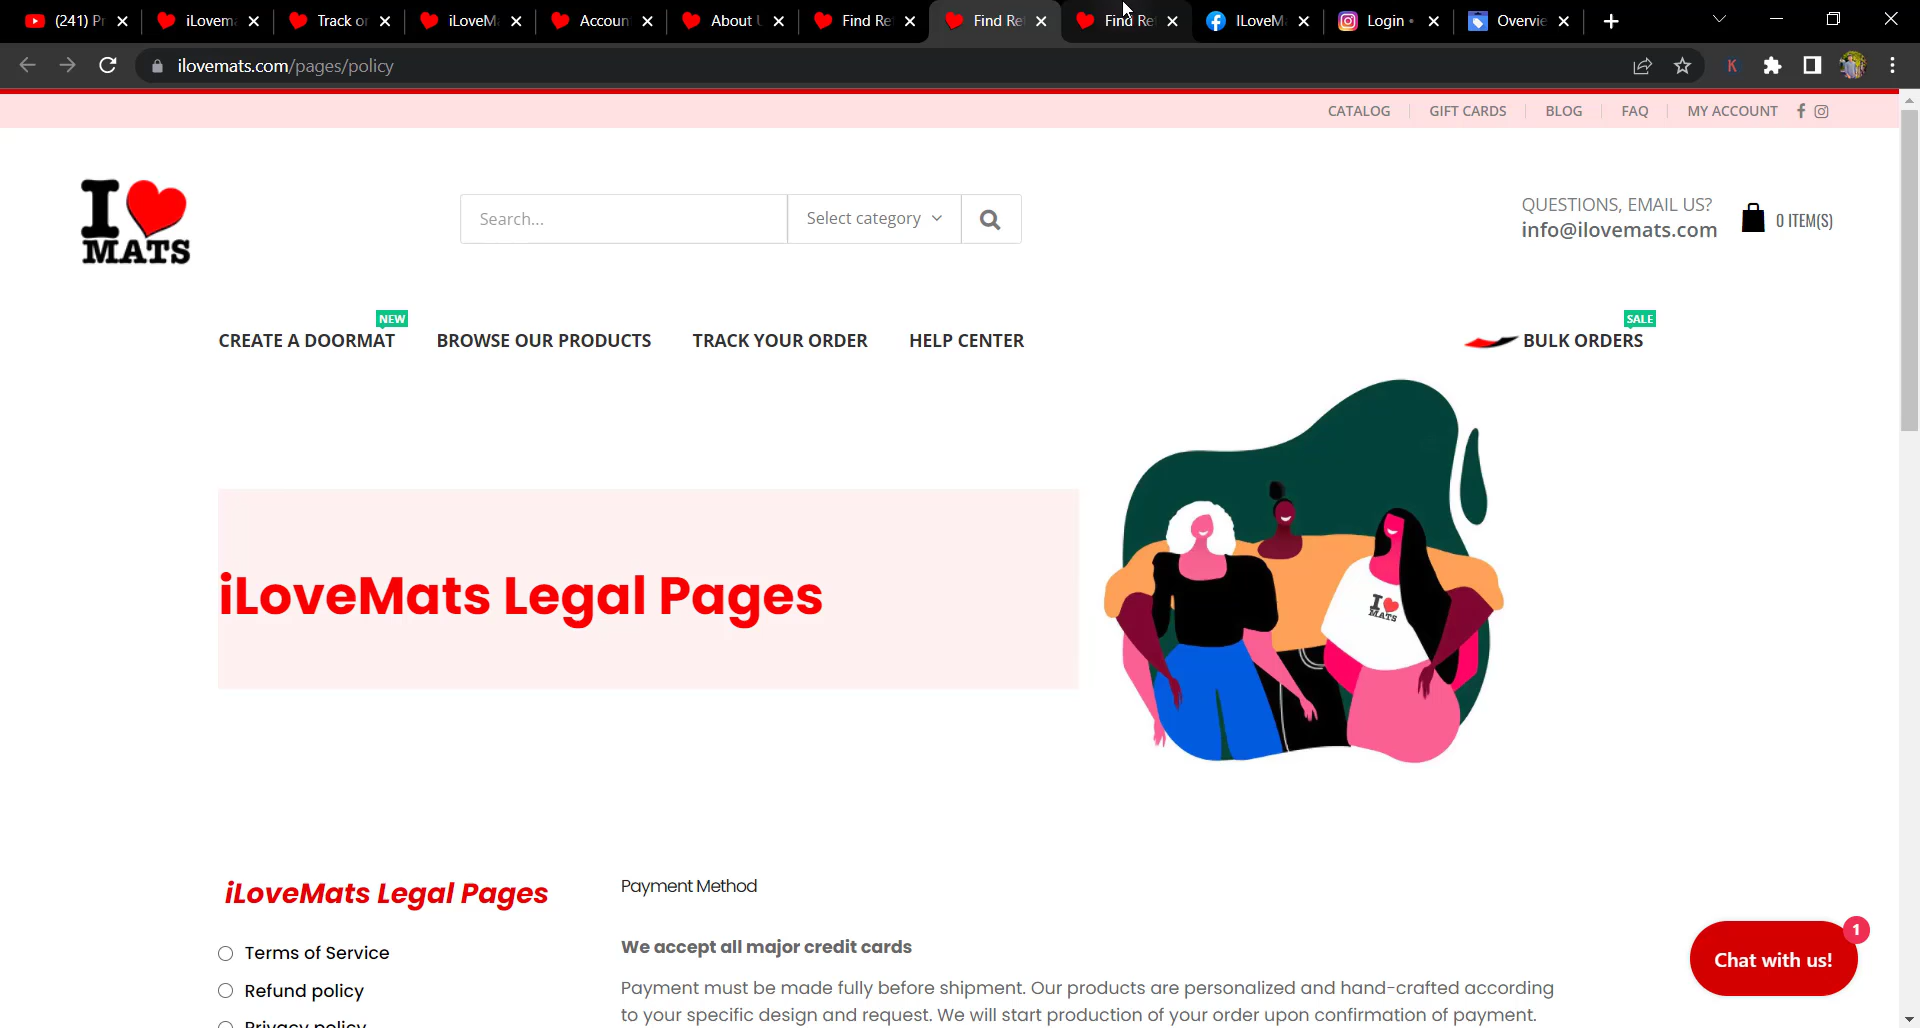 (241) Pr
iLovem
Track or
iLoveM
Accoun
About U
Find Re
Find Re
Find Re
ILoveM
Login •
Overvie
ilovemats.com/pages/policy
K
CATALOG
GIFT CARDS
BLOG
FAQ
MY ACCOUNT
I
MATS
Search...
Select category
QUESTIONS, EMAIL US?
info@ilovemats.com
0 ITEM(S)
NEW
CREATE A DOORMAT
BROWSE OUR PRODUCTS
TRACK YOUR ORDER
HELP CENTER
SALE
BULK ORDERS
I
MATS
iLoveMats Legal Pages
iLoveMats Legal Pages
Terms of Service
Refund policy
Privacy policy
Payment Method
We accept all major credit cards
Payment must be made fully before shipment. Our products are personalized and hand-crafted according
to your specific design and request. We will start production of your order upon confirmation of payment.
1
Chat with us!